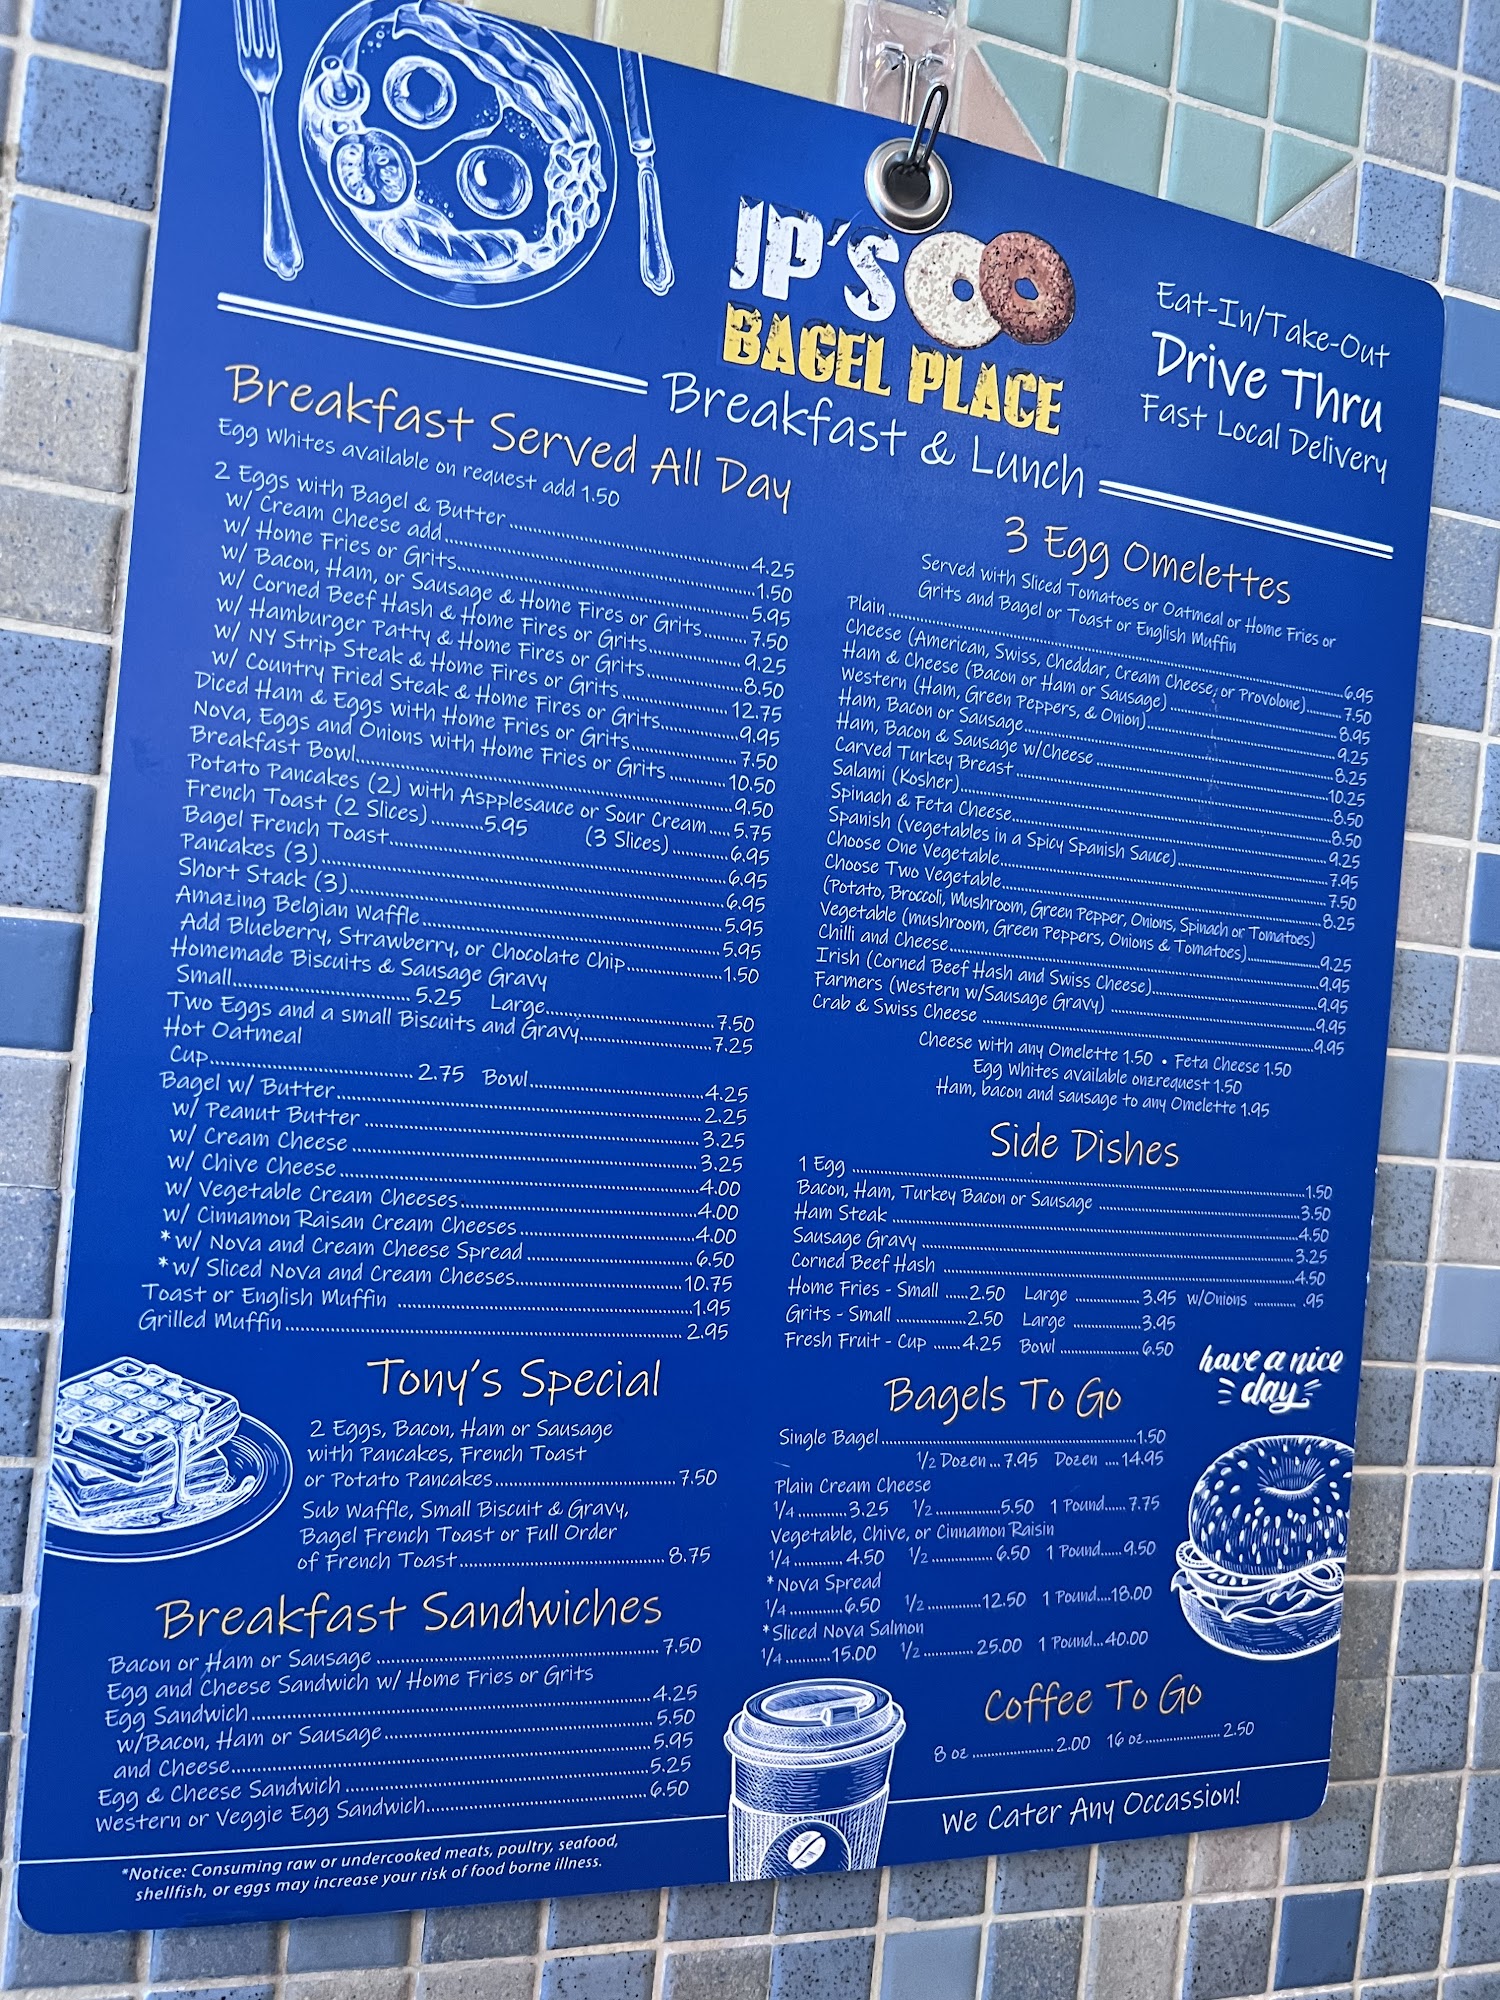 JP'S
BAGEL PLACE
Breakfast & Lunch
Eat-In/Take-Out
Drive Thru
Fast Local Delivery
Breakfast Served All Day
Egg Whites available on request add 1.50
2 Eggs with Bagel & Butter 4.25
w/ Cream Cheese add 1.50
w/ Home Fries or Grits 5.95
w/ Bacon, Ham, or Sausage & Home Fires or Grits 7.50
w/ Corned Beef Hash & Home Fires or Grits 9.25
w/ Hamburger Patty & Home Fires or Grits 8.50
w/ NY Strip Steak & Home Fires or Grits 12.75
w/ Country Fried Steak & Home Fires or Grits 9.95
Diced Ham & Eggs with Home Fries or Grits 7.50
Nova, Eggs and Onions with Home Fries or Grits 10.50
Breakfast Bowl 9.50
Potato Pancakes (2) with Aspplesauce or Sour Cream 5.75
French Toast (2 Slices) 5.95 (3 Slices) 6.95
Bagel French Toast 6.95
Pancakes (3) 6.95
Short Stack (3) 5.95
Amazing Belgian Waffle 5.95
Add Blueberry, Strawberry, or Chocolate Chip 1.50
Homemade Biscuits & Sausage Gravy
Small 5.25 Large 7.50
Two Eggs and a small Biscuits and Gravy 7.25
Hot Oatmeal
Cup 2.75 Bowl 4.25
Bagel w/ Butter 2.25
w/ Peanut Butter 3.25
w/ Cream Cheese 3.25
w/ Chive Cheese 4.00
w/ Vegetable Cream Cheeses 4.00
w/ Cinnamon Raisan Cream Cheeses 4.00
*w/ Nova and Cream Cheese Spread 6.50
*w/ Sliced Nova and Cream Cheeses 10.75
Toast or English Muffin 1.95
Grilled Muffin 2.95
Tony's Special
2 Eggs, Bacon, Ham or Sausage
with Pancakes, French Toast
or Potato Pancakes 7.50
Sub Waffle, Small Biscuit & Gravy,
Bagel French Toast or Full Order
of French Toast 8.75
Breakfast Sandwiches
Bacon or Ham or Sausage 7.50
Egg and Cheese Sandwich w/ Home Fries or Grits
Egg Sandwich 4.25
w/Bacon, Ham or Sausage 5.50
and Cheese 5.95
Egg & Cheese Sandwich 5.25
Western or Veggie Egg Sandwich 6.50
*Notice: Consuming raw or undercooked meats, poultry, seafood,
shellfish, or eggs may increase your risk of food borne illness.
3 Egg Omelettes
Served with Sliced Tomatoes or Oatmeal or Home Fries or
Grits and Bagel or Toast or English Muffin
Plain 6.95
Cheese (American, Swiss, Cheddar, Cream Cheese, or Provolone) 7.50
Ham & Cheese (Bacon or Ham or Sausage) 8.95
Western (Ham, Green Peppers, & Onion) 9.25
Ham, Bacon or Sausage 8.25
Ham, Bacon & Sausage w/Cheese 10.25
Carved Turkey Breast 8.50
Salami (Kosher) 8.50
Spinach & Feta Cheese 9.25
Spanish (Vegetables in a Spicy Spanish Sauce) 7.95
Choose One Vegetable 7.50
Choose Two Vegetable 8.25
(Potato, Broccoli, Mushroom, Green Pepper, Onions, Spinach or Tomatoes)
Vegetable (mushroom, Green Peppers, Onions & Tomatoes) 9.25
Chilli and Cheese 9.95
Irish (Corned Beef Hash and Swiss Cheese) 9.95
Farmers (Western w/Sausage Gravy) 9.95
Crab & Swiss Cheese 9.95
Cheese with any Omelette 1.50 • Feta Cheese 1.50
Egg Whites available onzrequest 1.50
Ham, bacon and sausage to any Omelette 1.95
Side Dishes
1 Egg 1.50
Bacon, Ham, Turkey Bacon or Sausage 3.50
Ham Steak 4.50
Sausage Gravy 3.25
Corned Beef Hash 4.50
Home Fries - Small 2.50 Large 3.95 w/Onions .95
Grits - Small 2.50 Large 3.95
Fresh Fruit - Cup 4.25 Bowl 6.50
have a nice
day
Bagels To Go
Single Bagel 1.50
1/2 Dozen 7.95 Dozen 14.95
Plain Cream Cheese
1/4 3.25 1/2 5.50 1 Pound 7.75
Vegetable, Chive, or Cinnamon Raisin
1/4 4.50 1/2 6.50 1 Pound 9.50
*Nova Spread
1/4 6.50 1/2 12.50 1 Pound 18.00
*Sliced Nova Salmon
1/4 15.00 1/2 25.00 1 Pound 40.00
Coffee To Go
8 oz 2.00 16 oz 2.50
We Cater Any Occassion!